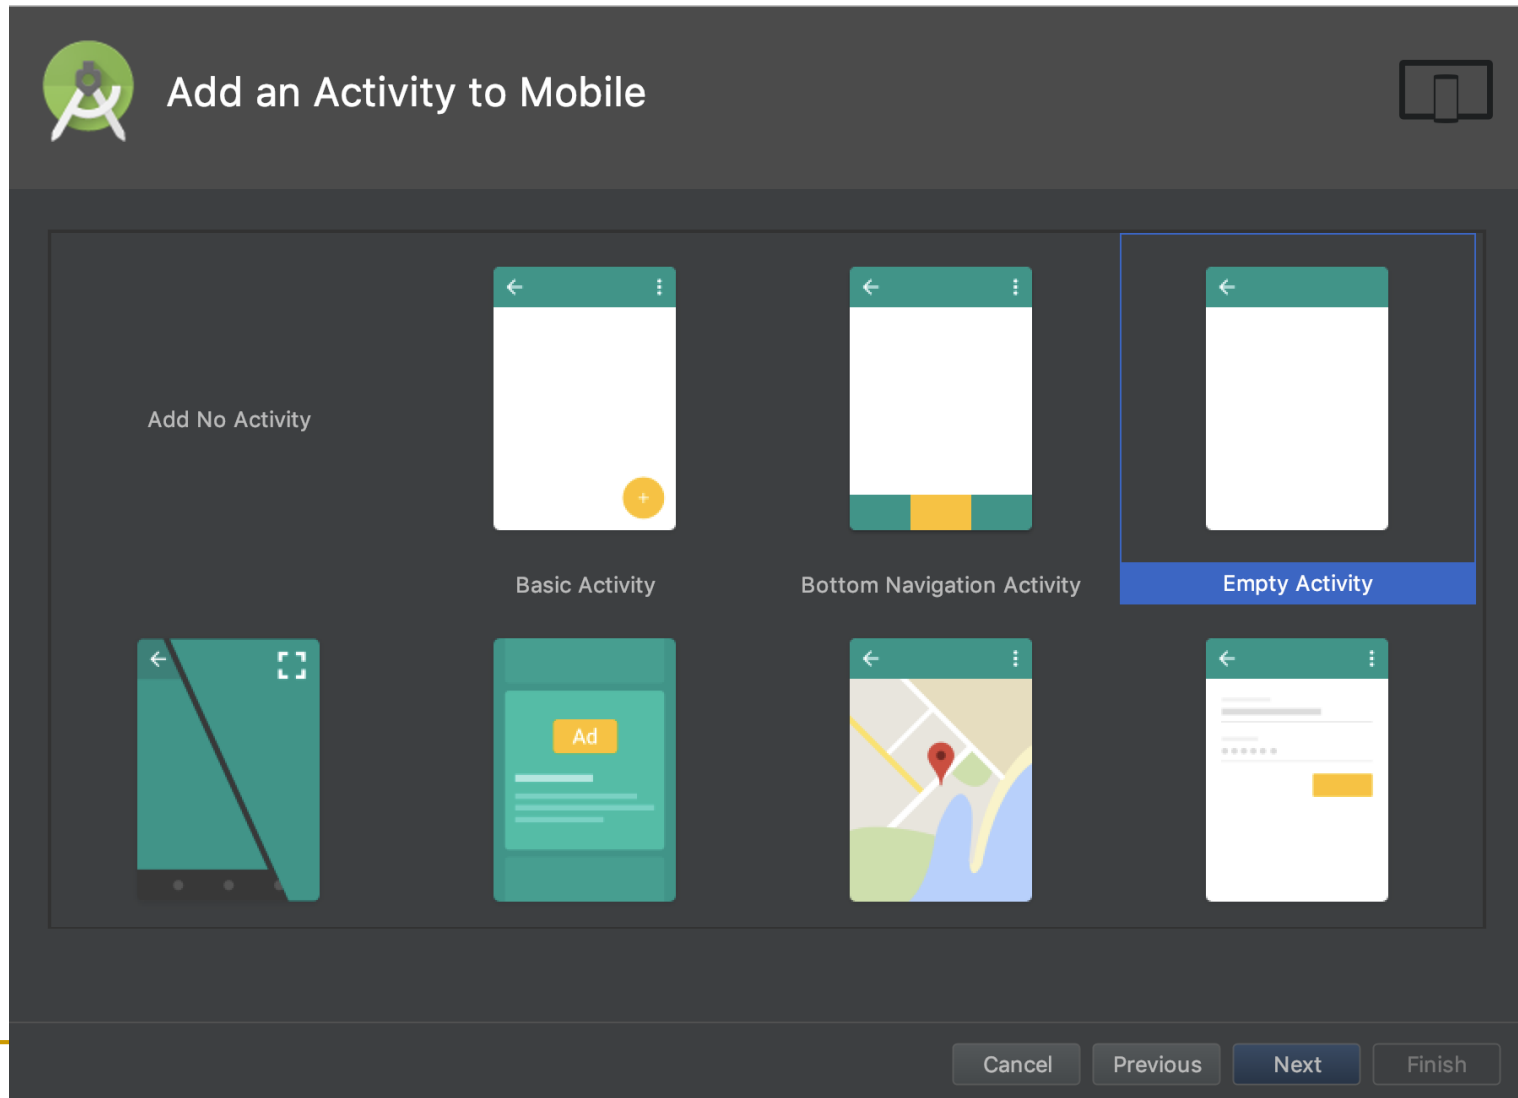 Add an Activity to Mobile
Add No Activity
Basic Activity
Bottom Navigation Activity
Empty Activity
Ad
Cancel
Previous
Next
Finish